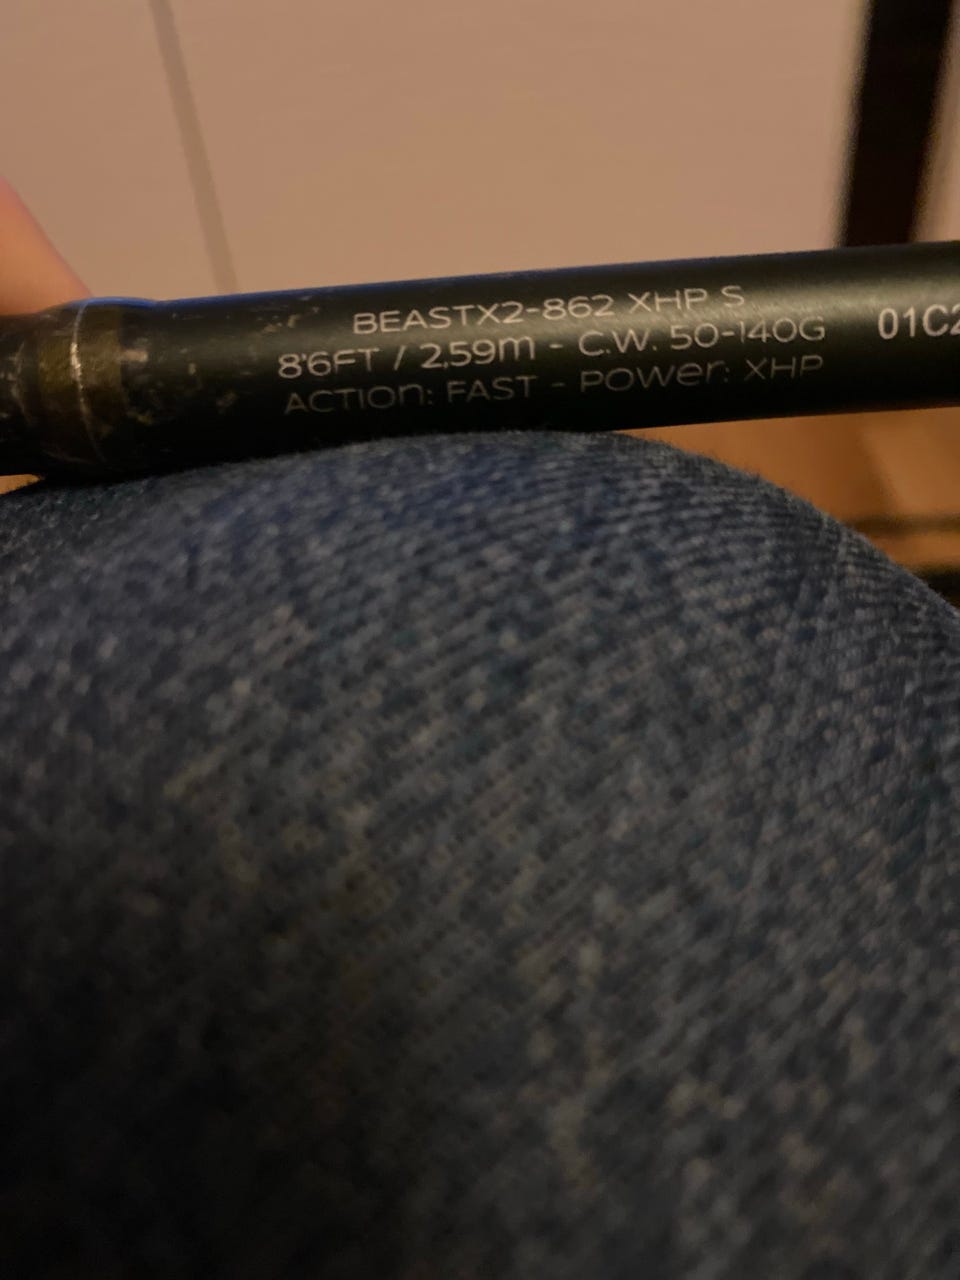 BEASTX2-862 XHP S
8'6FT / 2,59m - C.W. 50-140G
ACTION: FAST - POWER: XHP